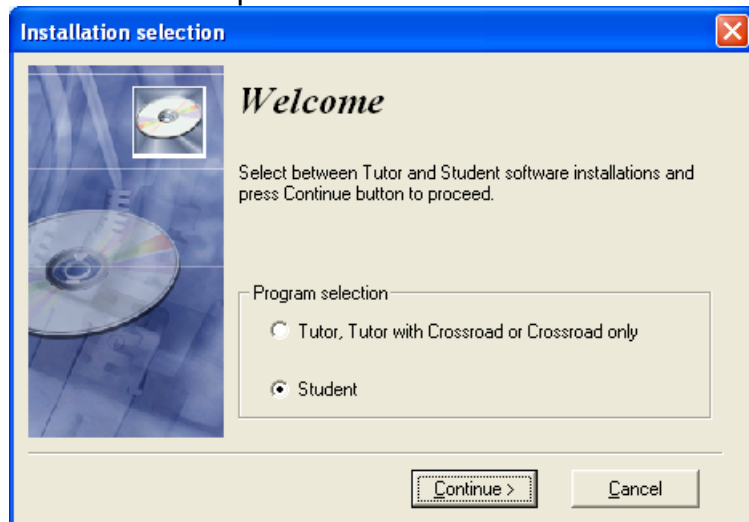 Installation selection
Welcome
Select between Tutor and Student software installations and
press Continue button to proceed.
Program selection
Tutor, Tutor with Crossroad or Crossroad only
Student
Continue > Cancel